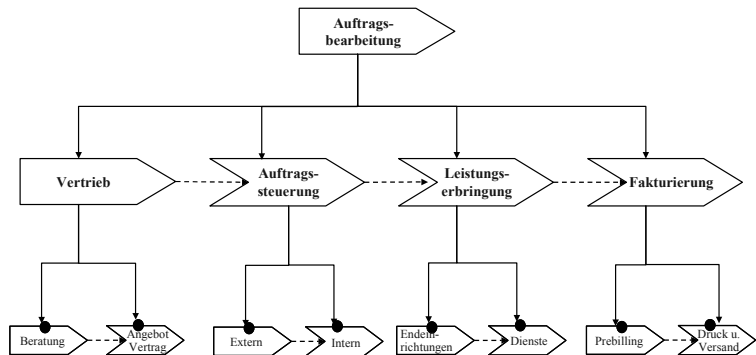 Auftrags-
bearbeitung
Vertrieb
Auftrags-
steuerung
Leistungs-
erbringung
Fakturierung
Beratung
Angebot
Vertrag
Extern
Intern
Endein-
richtungen
Dienste
Prebilling
Druck u.
Versand